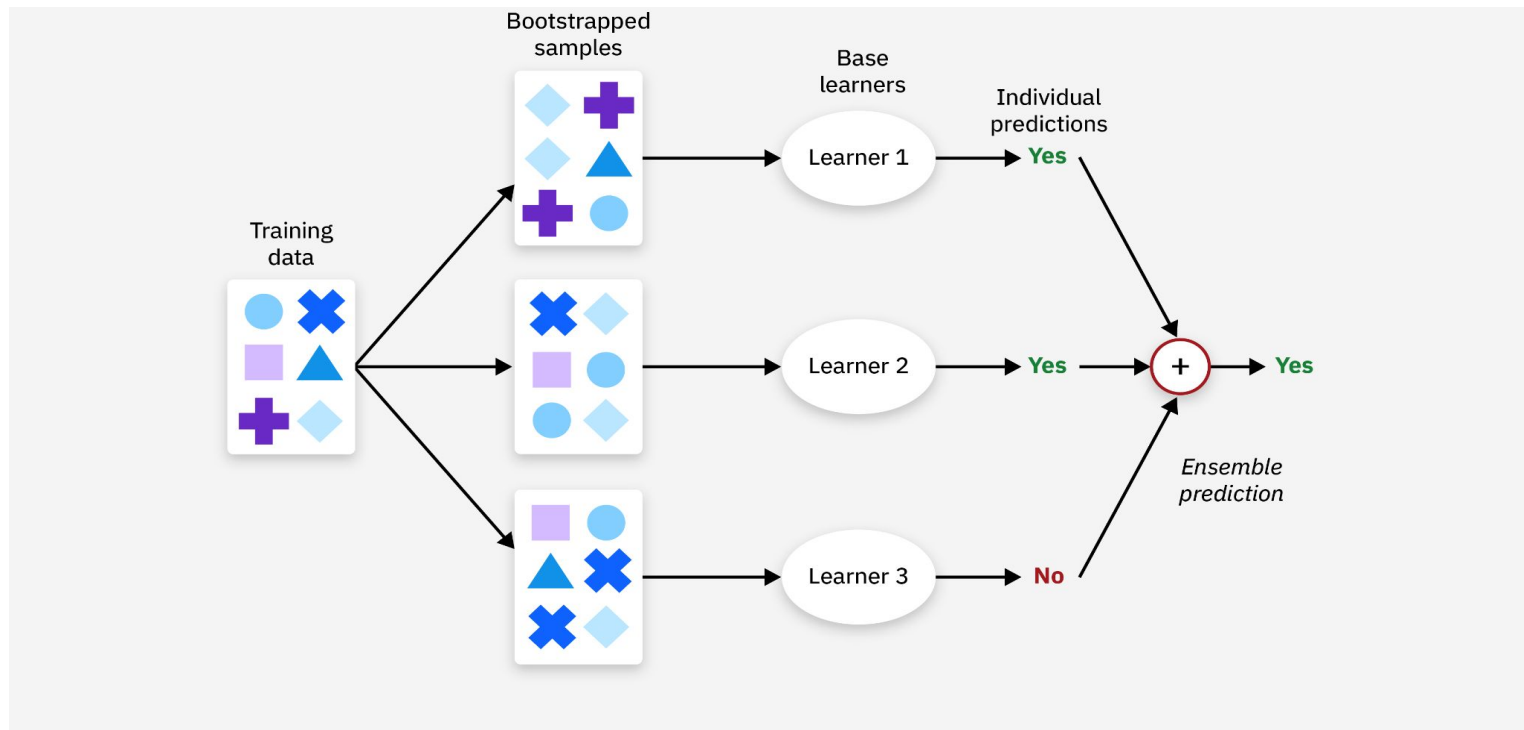 Bootstrapped
samples
Base
learners
Individual
predictions
Learner 1
Yes
Training
data
Learner 2
Yes
+
Yes
Ensemble
prediction
Learner 3
No